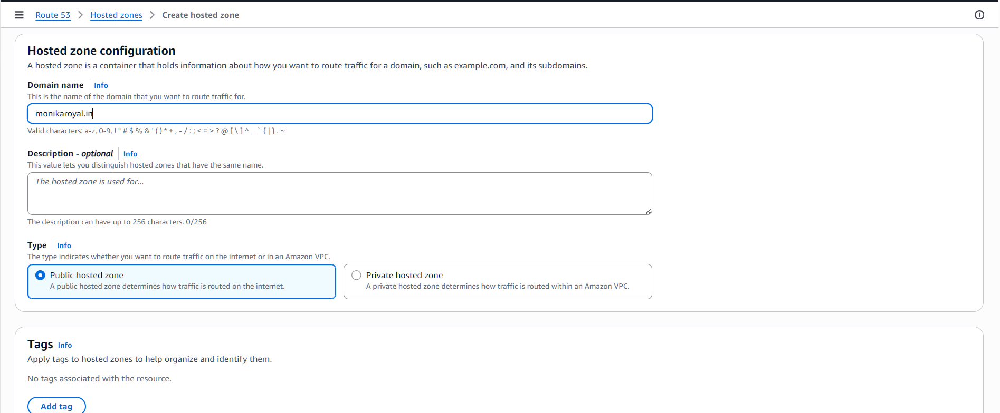 Route 53 > Hosted zones > Create hosted zone
Hosted zone configuration
A hosted zone is a container that holds information about how you want to route traffic for a domain, such as example.com, and its subdomains.
Domain name | Info
This is the name of the domain that you want to route traffic for.
monikaroyal.in
Valid characters: a-z, 0-9, ! " # $ % & ' ( ) * + , - / : ; < = > ? @ [ \ ] ^ _ ` { | } . ~
Description - optional | Info
This value lets you distinguish hosted zones that have the same name.
The hosted zone is used for...
The description can have up to 256 characters. 0/256
Type | Info
The type indicates whether you want to route traffic on the internet or in an Amazon VPC.
Public hosted zone
A public hosted zone determines how traffic is routed on the internet.
Private hosted zone
A private hosted zone determines how traffic is routed within an Amazon VPC.
Tags Info
Apply tags to hosted zones to help organize and identify them.
No tags associated with the resource.
Add tag